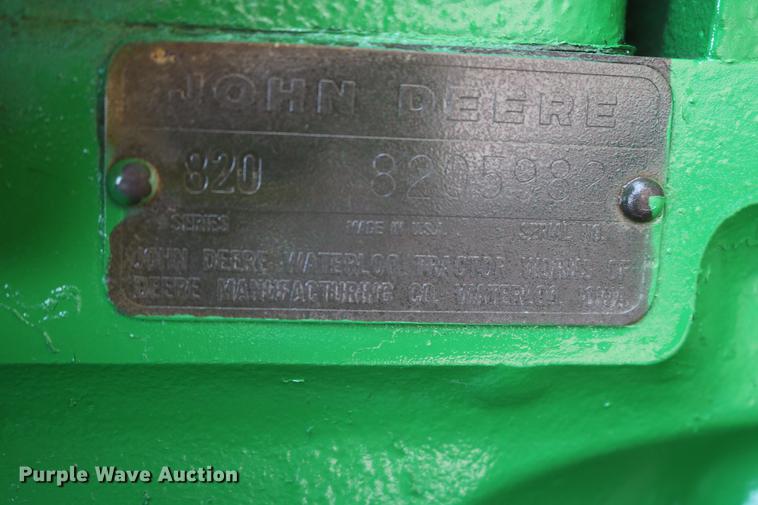 JOHN DEERE
820 8205982
SERIES MADE IN U.S.A. SERIAL NO.
JOHN DEERE WATERLOO TRACTOR WORKS OF
DEERE MANUFACTURING CO. WATERLOO, IOWA
Purple Wave Auction